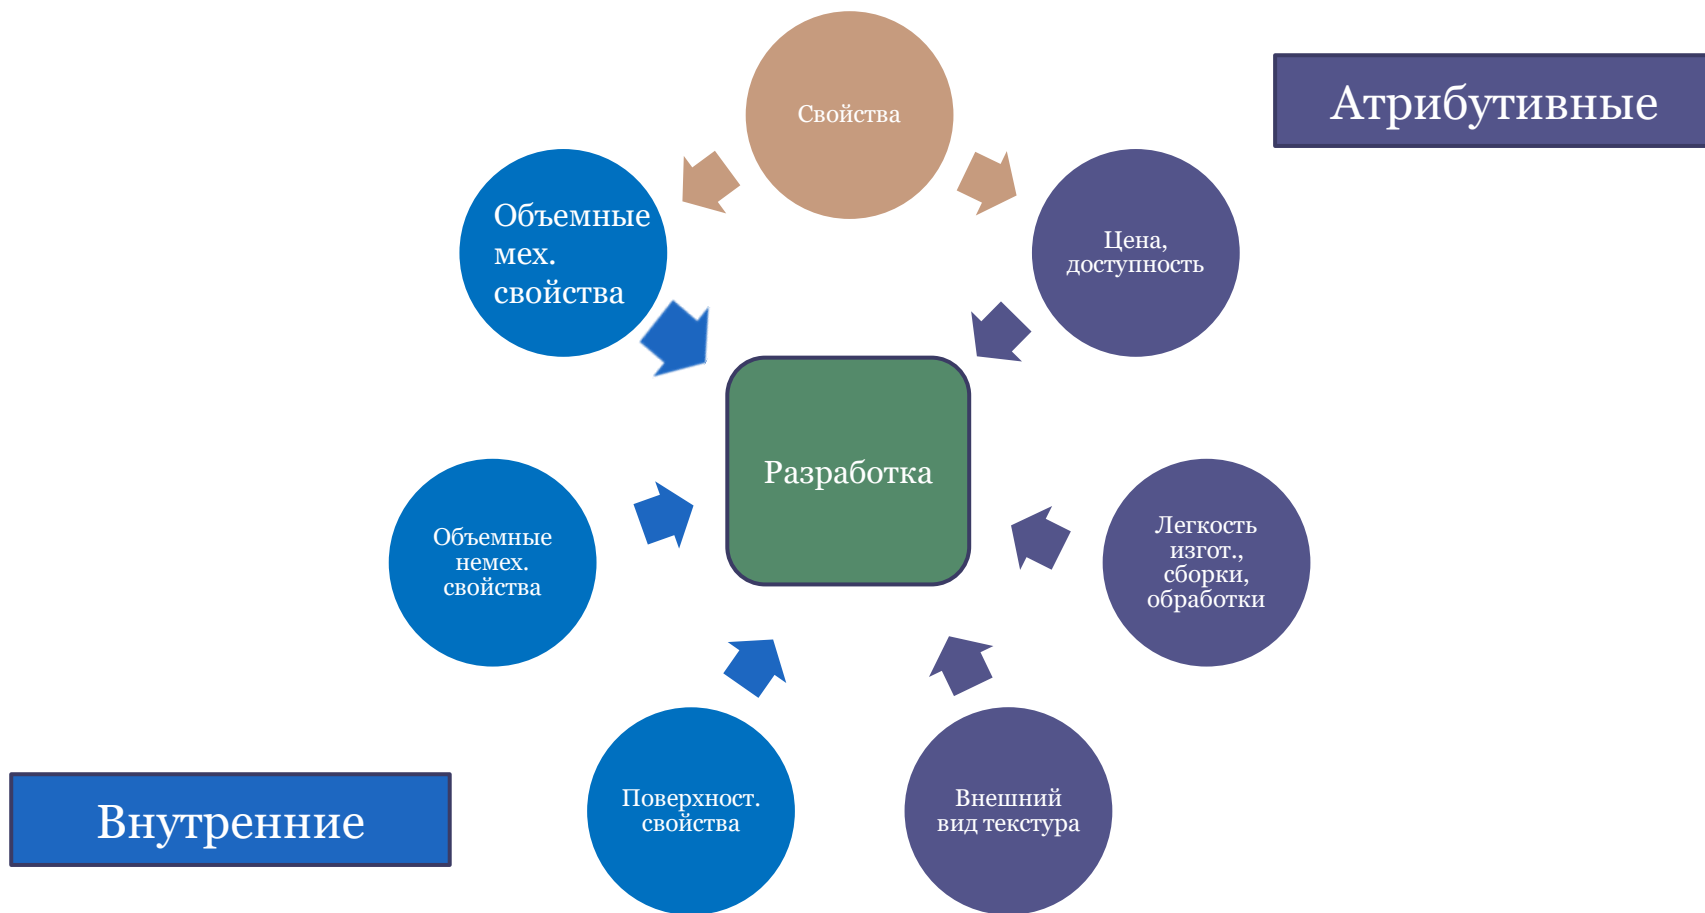 Свойства
Атрибутивные
Объемные
мех.
свойства
Цена,
доступность
Разработка
Объемные
немех.
свойства
Легкость
изгот.,
сборки,
обработки
Поверхност.
свойства
Внешний
вид текстура
Внутренние